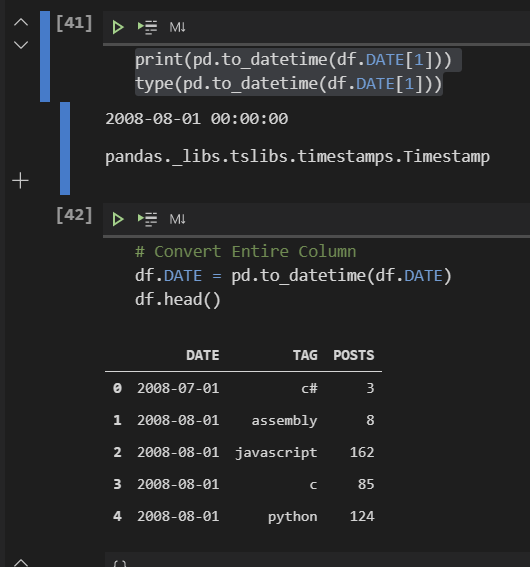 [41]
M↓
print(pd.to_datetime(df.DATE[1]))
type(pd.to_datetime(df.DATE[1]))
2008-08-01 00:00:00
pandas._libs.tslibs.timestamps.Timestamp
[42]
M↓
# Convert Entire Column
df.DATE = pd.to_datetime(df.DATE)
df.head()
DATE TAG POSTS
0 2008-07-01 c# 3
1 2008-08-01 assembly 8
2 2008-08-01 javascript 162
3 2008-08-01 c 85
4 2008-08-01 python 124